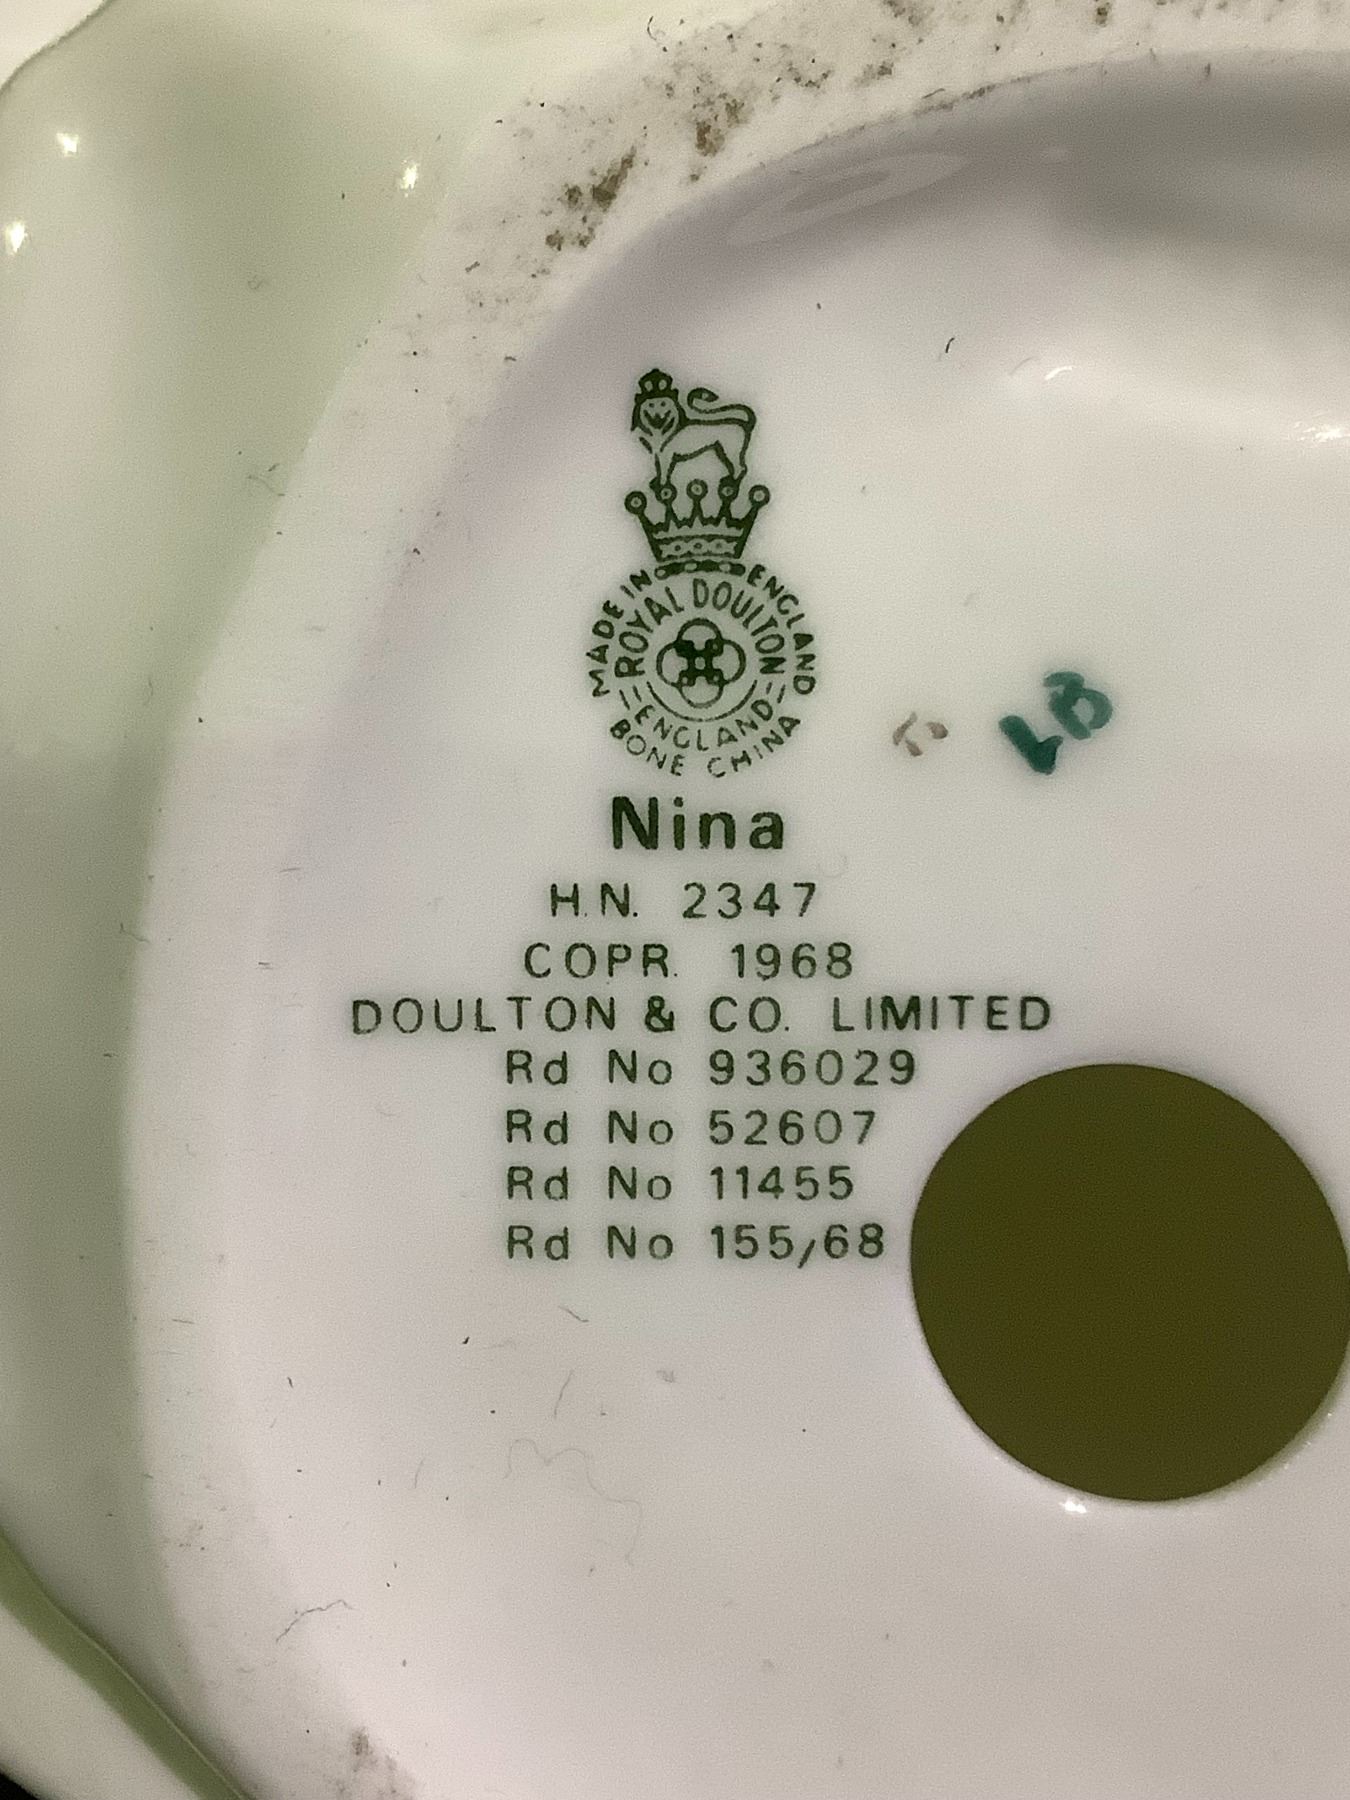 MADE IN ENGLAND
ROYAL DOULTON
ENGLAND
BONE CHINA
LB
Nina
H.N. 2347
COPR. 1968
DOULTON & CO. LIMITED
Rd No 936029
Rd No 52607
Rd No 11455
Rd No 155/68